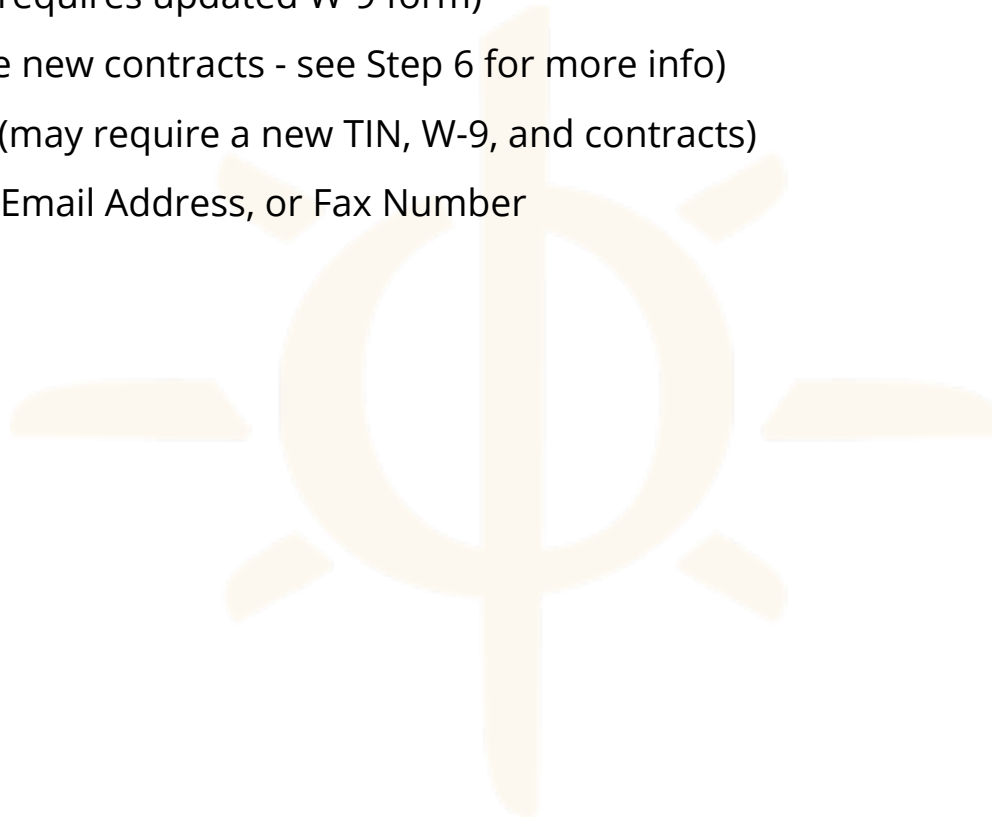 requires updated W-9 form)
new contracts - see Step 6 for more info)
(may require a new TIN, W-9, and contracts)
Email Address, or Fax Number